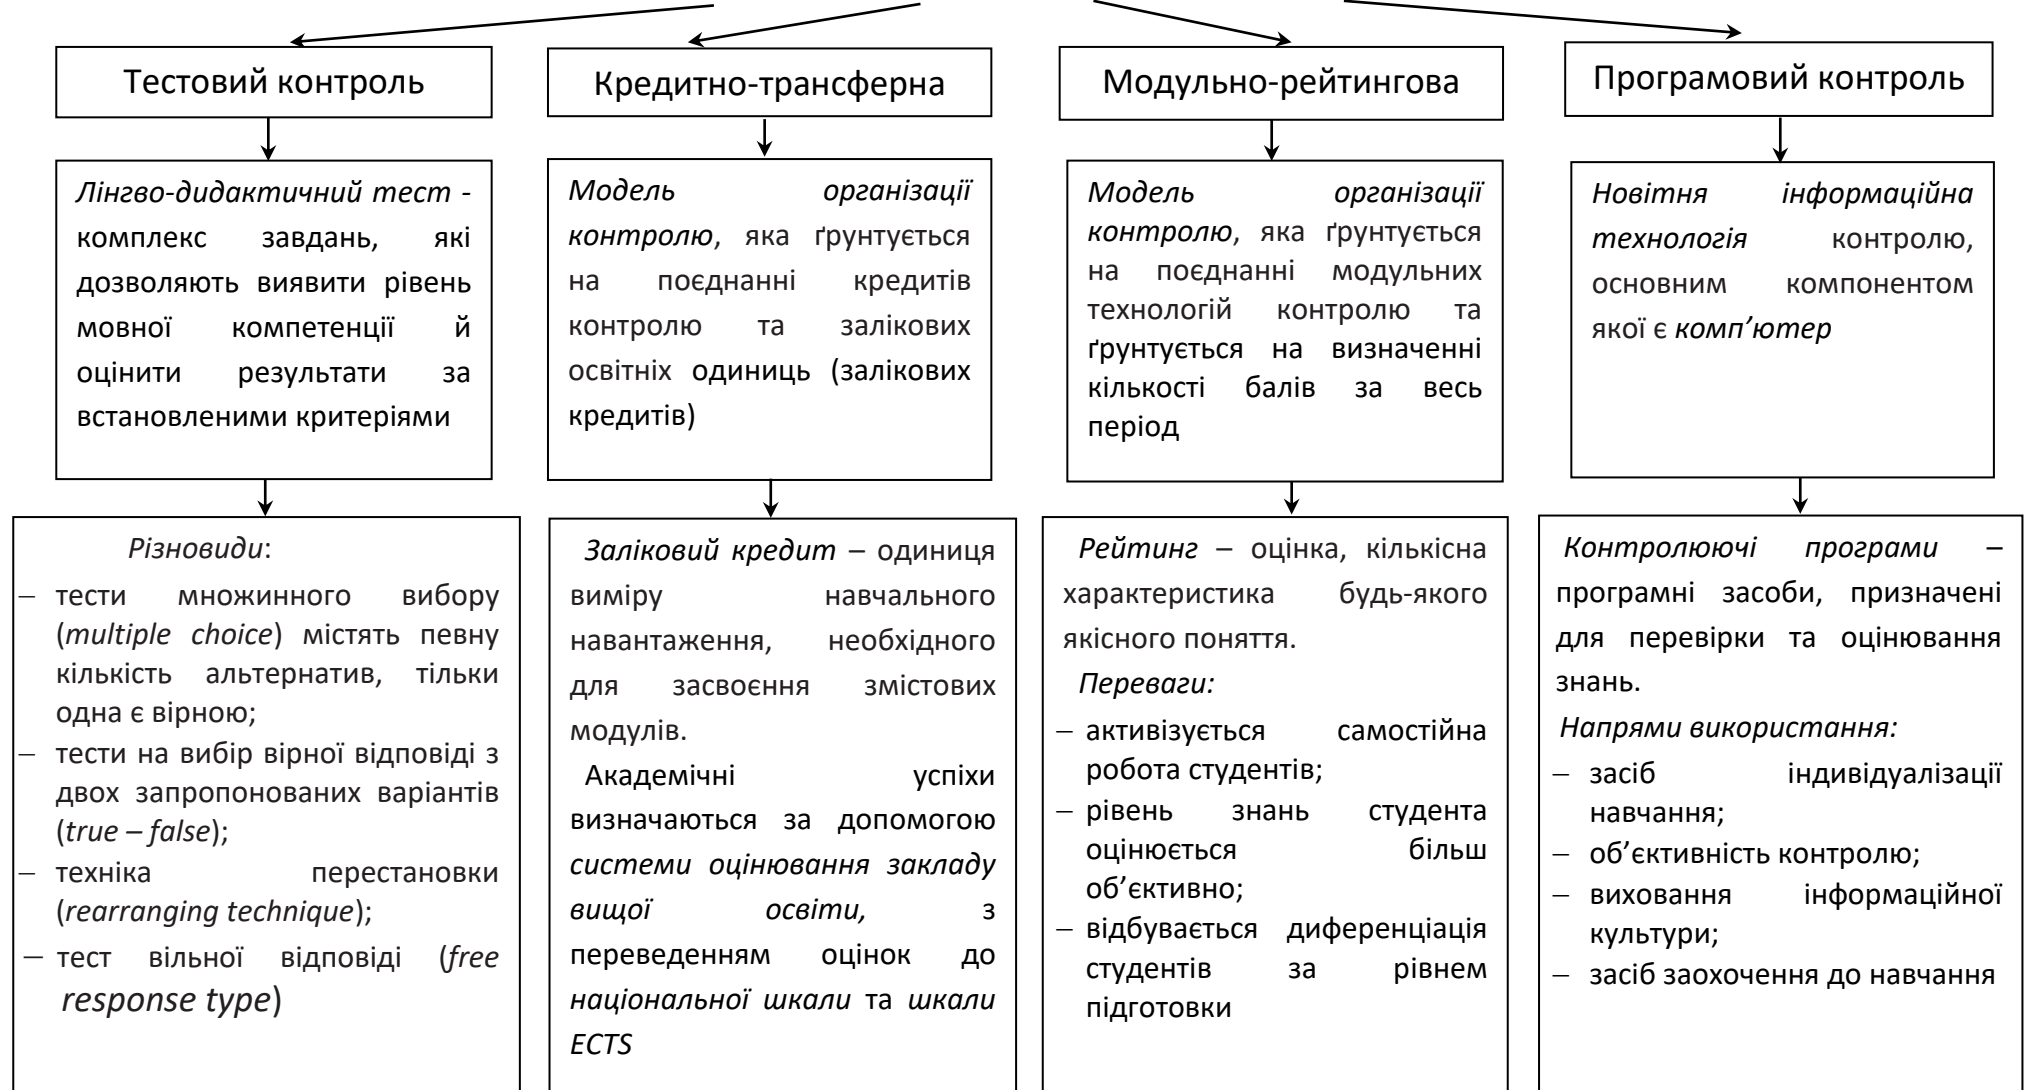 Тестовий контроль
Лінгво-дидактичний тест -
комплекс завдань, які
дозволяють виявити рівень
мовної компетенції й
оцінити результати за
встановленими критеріями
Різновиди:
– тести множинного вибору
(multiple choice) містять певну
кількість альтернатив, тільки
одна є вірною;
– тести на вибір вірної відповіді з
двох запропонованих варіантів
(true – false);
– техніка перестановки
(rearranging technique);
– тест вільної відповіді (free
response type)
Кредитно-трансферна
Модель організації
контролю, яка ґрунтується
на поєднанні кредитів
контролю та залікових
освітніх одиниць (залікових
кредитів)
Заліковий кредит – одиниця
виміру навчального
навантаження, необхідного
для засвоєння змістових
модулів.
Академічні успіхи
визначаються за допомогою
системи оцінювання закладу
вищої освіти, з
переведенням оцінок до
національної шкали та шкали
ECTS
Модульно-рейтингова
Модель організації
контролю, яка ґрунтується
на поєднанні модульних
технологій контролю та
ґрунтується на визначенні
кількості балів за весь
період
Рейтинг – оцінка, кількісна
характеристика будь-якого
якісного поняття.
Переваги:
– активізується самостійна
робота студентів;
– рівень знань студента
оцінюється більш
об’єктивно;
– відбувається диференціація
студентів за рівнем
підготовки
Програмовий контроль
Новітня інформаційна
технологія контролю,
основним компонентом
якої є комп’ютер
Контролюючі програми –
програмні засоби, призначені
для перевірки та оцінювання
знань.
Напрями використання:
– засіб індивідуалізації
навчання;
– об’єктивність контролю;
– виховання інформаційної
культури;
– засіб заохочення до навчання